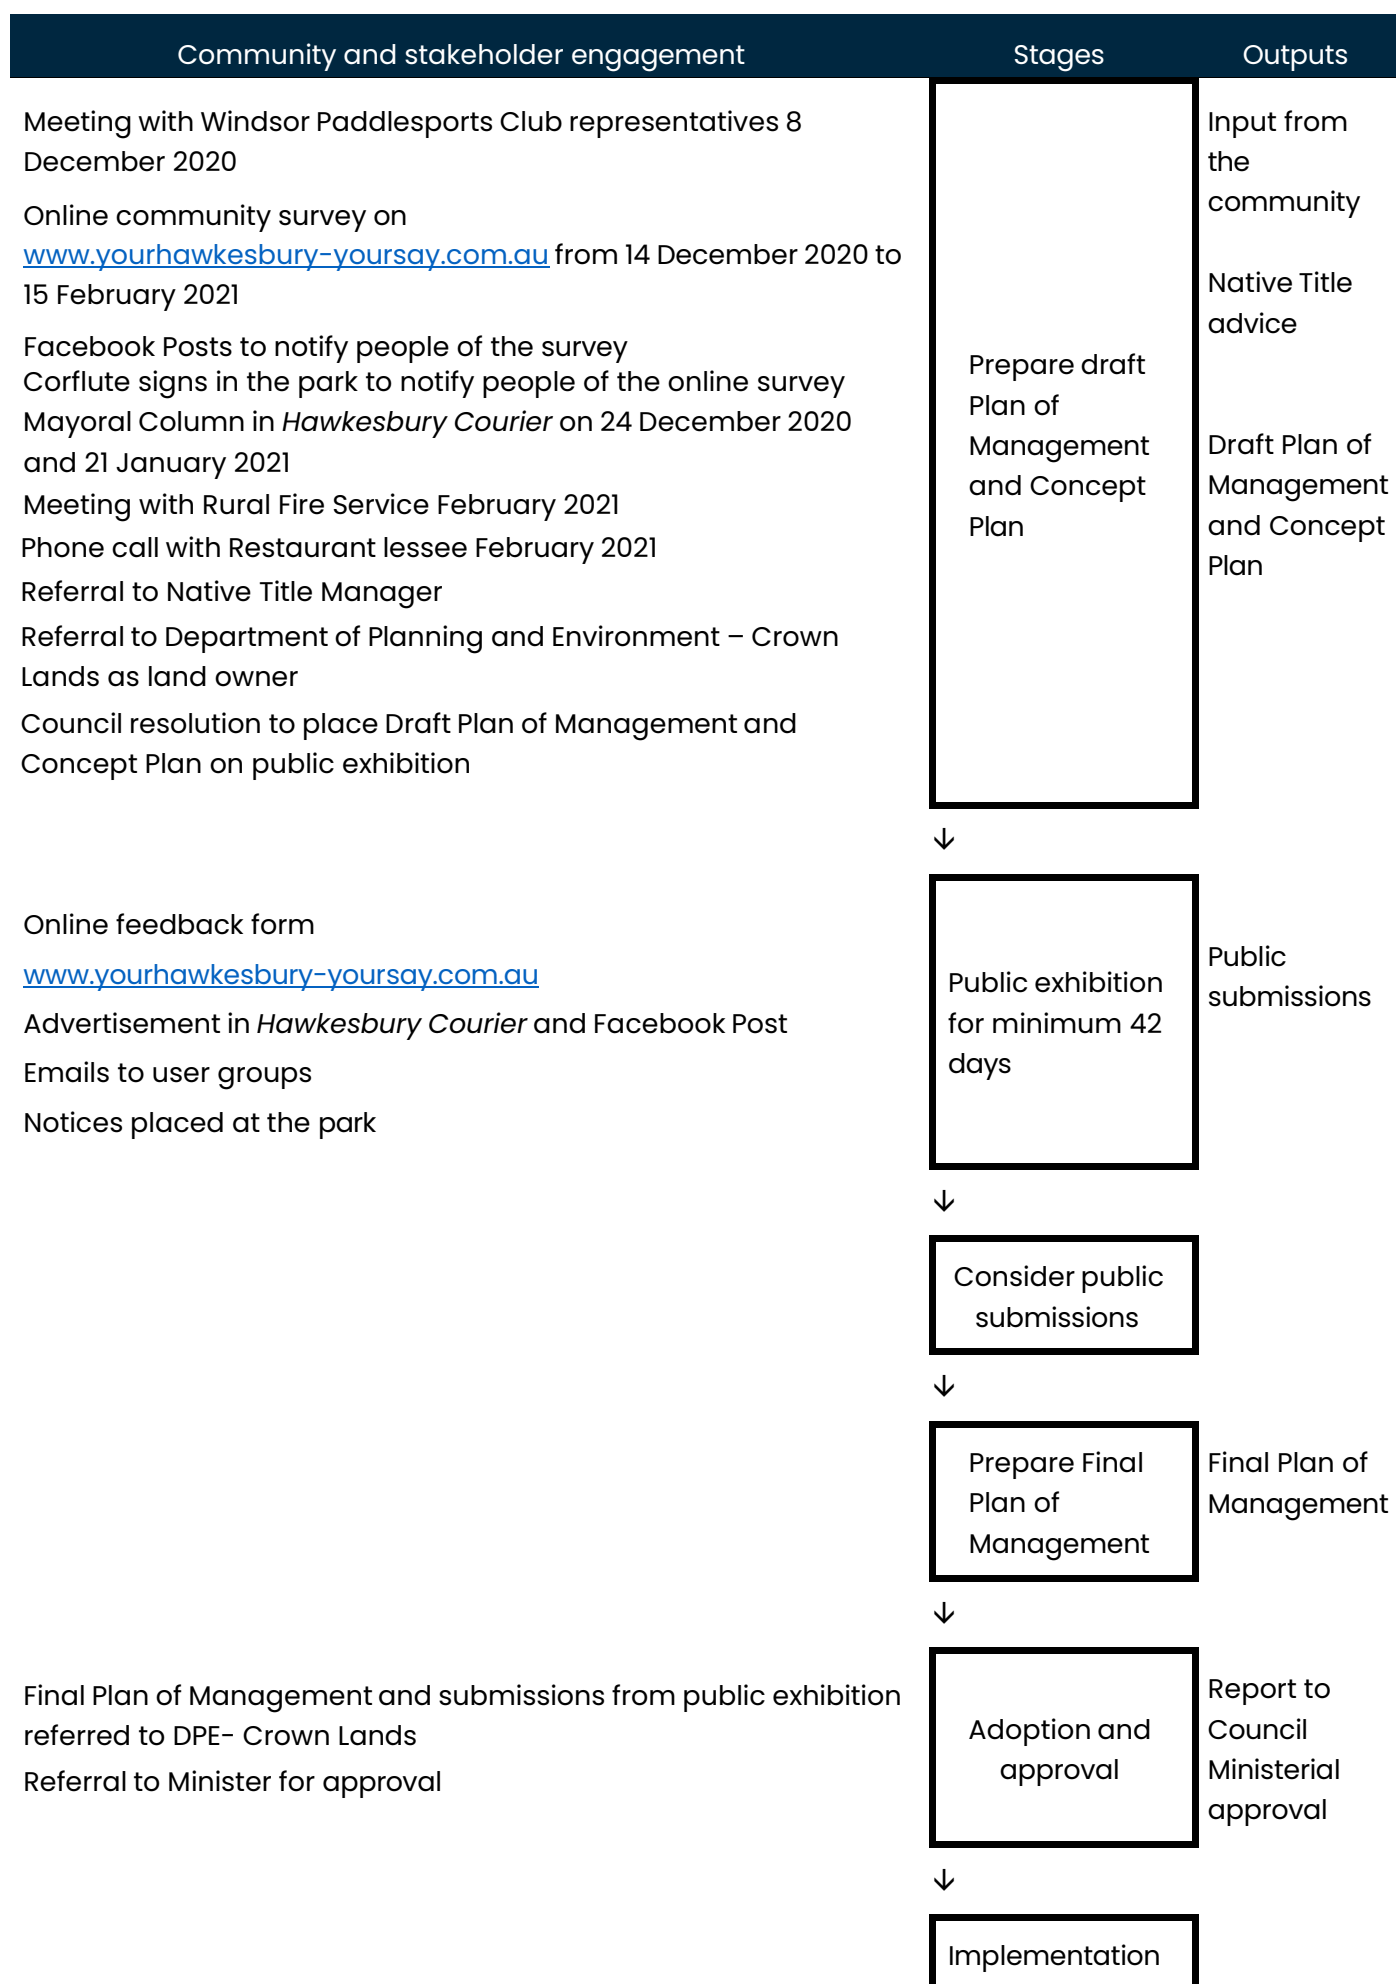 Community and stakeholder engagement
Stages
Outputs
Meeting with Windsor Paddlesports Club representatives 8
December 2020
Online community survey on
www.yourhawkesbury-yoursay.com.au from 14 December 2020 to
15 February 2021
Facebook Posts to notify people of the survey
Corflute signs in the park to notify people of the online survey
Mayoral Column in Hawkesbury Courier on 24 December 2020
and 21 January 2021
Meeting with Rural Fire Service February 2021
Phone call with Restaurant lessee February 2021
Referral to Native Title Manager
Referral to Department of Planning and Environment – Crown
Lands as land owner
Council resolution to place Draft Plan of Management and
Concept Plan on public exhibition
Prepare draft
Plan of
Management
and Concept
Plan
Input from
the
community
Native Title
advice
Draft Plan of
Management
and Concept
Plan
↓
Online feedback form
www.yourhawkesbury-yoursay.com.au
Advertisement in Hawkesbury Courier and Facebook Post
Emails to user groups
Notices placed at the park
Public exhibition
for minimum 42
days
Public
submissions
↓
Consider public
submissions
↓
Prepare Final
Plan of
Management
Final Plan of
Management
↓
Final Plan of Management and submissions from public exhibition
referred to DPE- Crown Lands
Referral to Minister for approval
Adoption and
approval
Report to
Council
Ministerial
approval
↓
Implementation